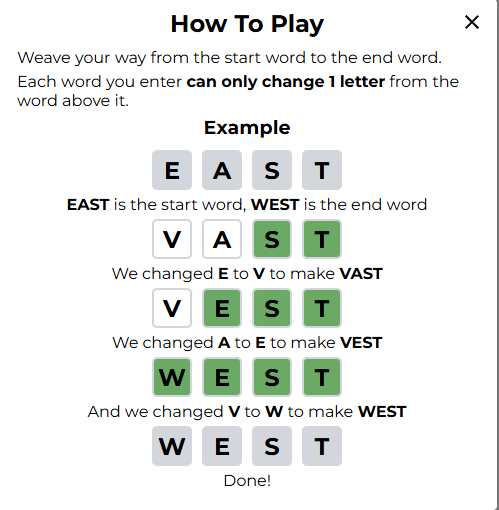 How To Play
Weave your way from the start word to the end word.
Each word you enter can only change 1 letter from the
word above it.
Example
E A S T
EAST is the start word, WEST is the end word
V A S T
We changed E to V to make VAST
V E S T
We changed A to E to make VEST
W E S T
And we changed V to W to make WEST
W E S T
Done!